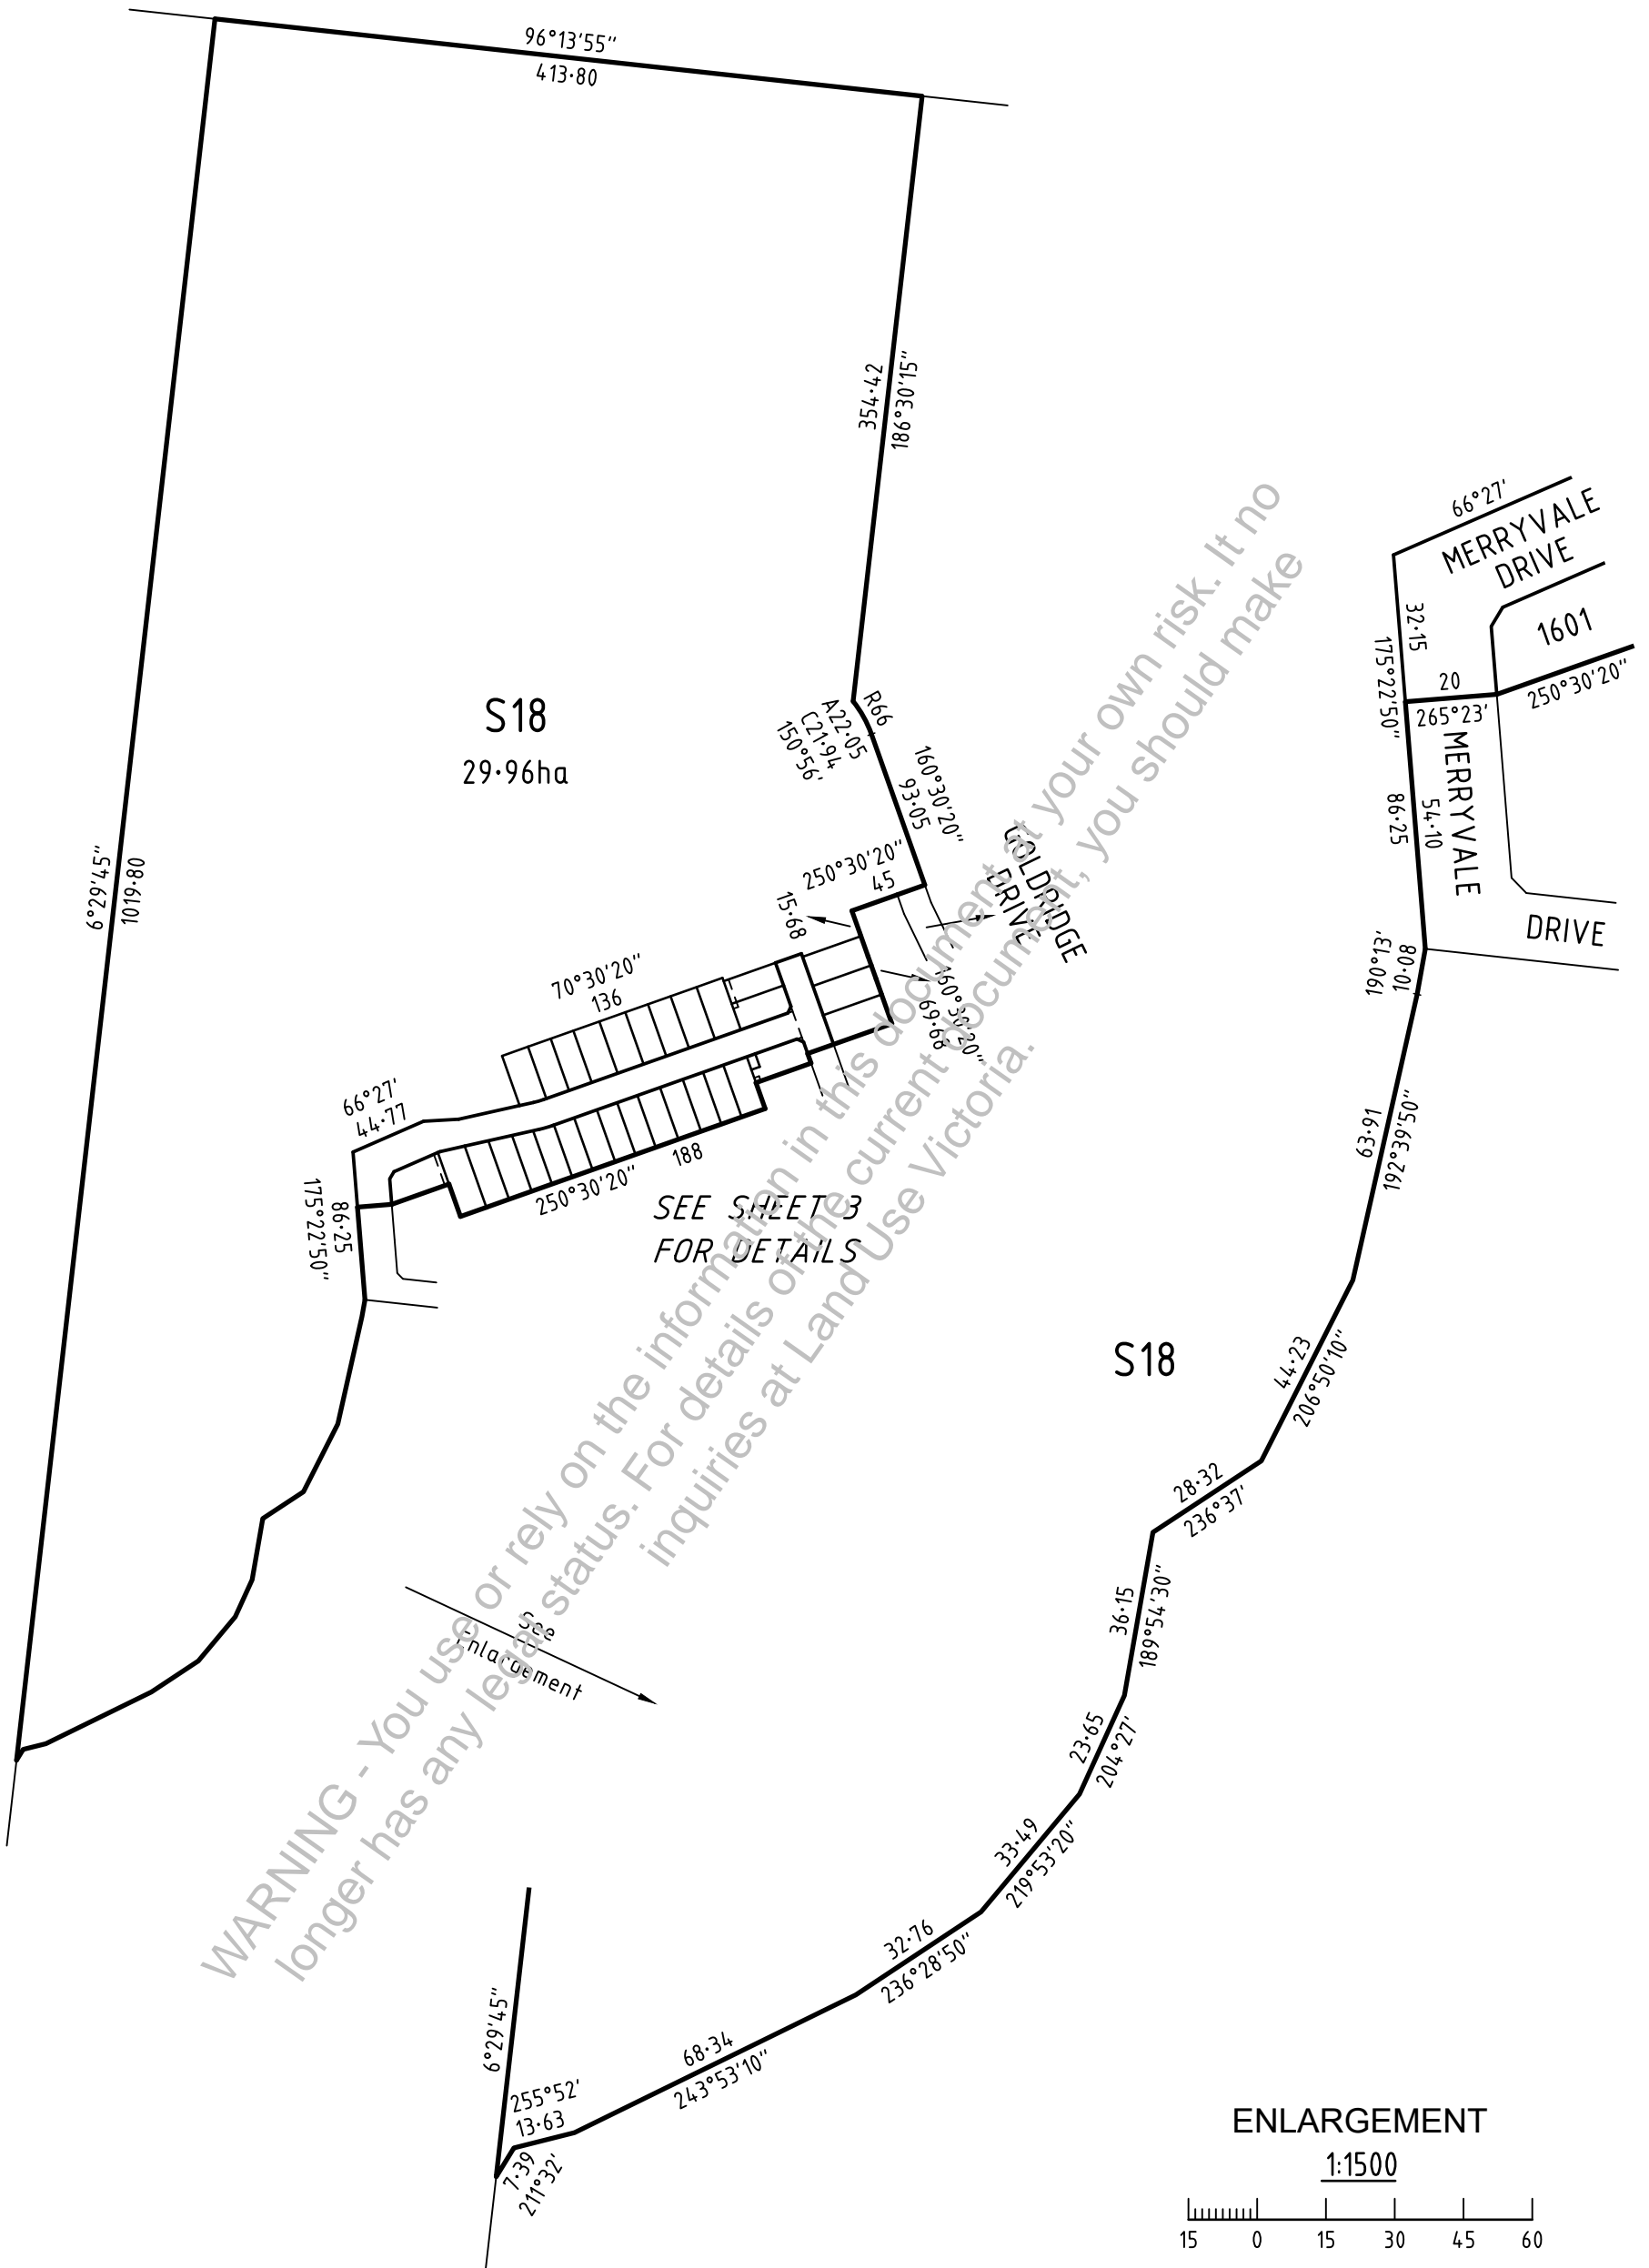 96°13'55"
413·80
354·42
186°30'15"
6°29'45"
1019·80
S18
29·96ha
R66
A22·05
C21·94
150°56'
160°30'20"
93·05
250°30'20"
45
15·68
GOLDRIDGE
DRIVE
160°30'20"
69·68
70°30'20"
136
66°27'
44·77
250°30'20"
188
86·25
175°22'50"
SEE SHEET 3
FOR DETAILS
See
Enlargement
66°27'
MERRYVALE
DRIVE
1601
32·15
175°22'50"
20
265°23'
250°30'20"
MERRYVALE
54·10
86·25
DRIVE
190°13'
10·08
63·91
192°39'50"
S18
44·23
206°50'10"
28·32
236°37'
36·15
189°54'30"
23·65
204°27'
33·49
219°53'20"
32·76
236°28'50"
68·34
243°53'10"
6°29'45"
255°52'
13·63
7·39
211°32'
ENLARGEMENT
1:1500
15 0 15 30 45 60
WARNING - You use or rely on the information in this document at your own risk. It no
longer has any legal status. For details of the current document, you should make
inquiries at Land Use Victoria.